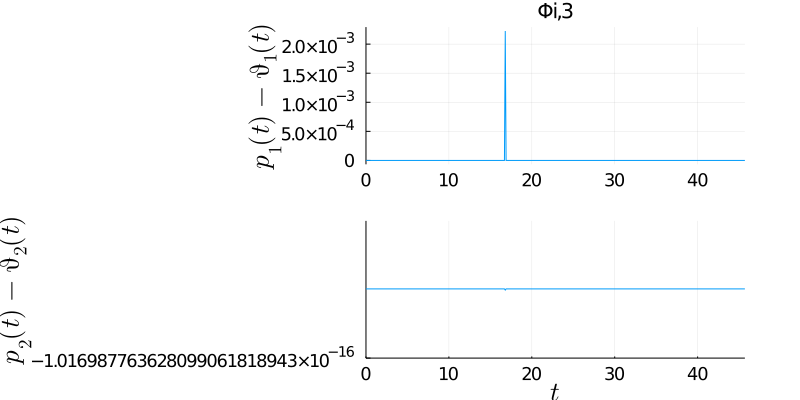 Φi,3
p₁(t) − ϑ₁(t)
2.0×10⁻³
1.5×10⁻³
1.0×10⁻³
5.0×10⁻⁴
0
0 10 20 30 40
p₂(t) − ϑ₂(t)
−1.016987763628099061818943×10⁻¹⁶
0 10 20 30 40
t